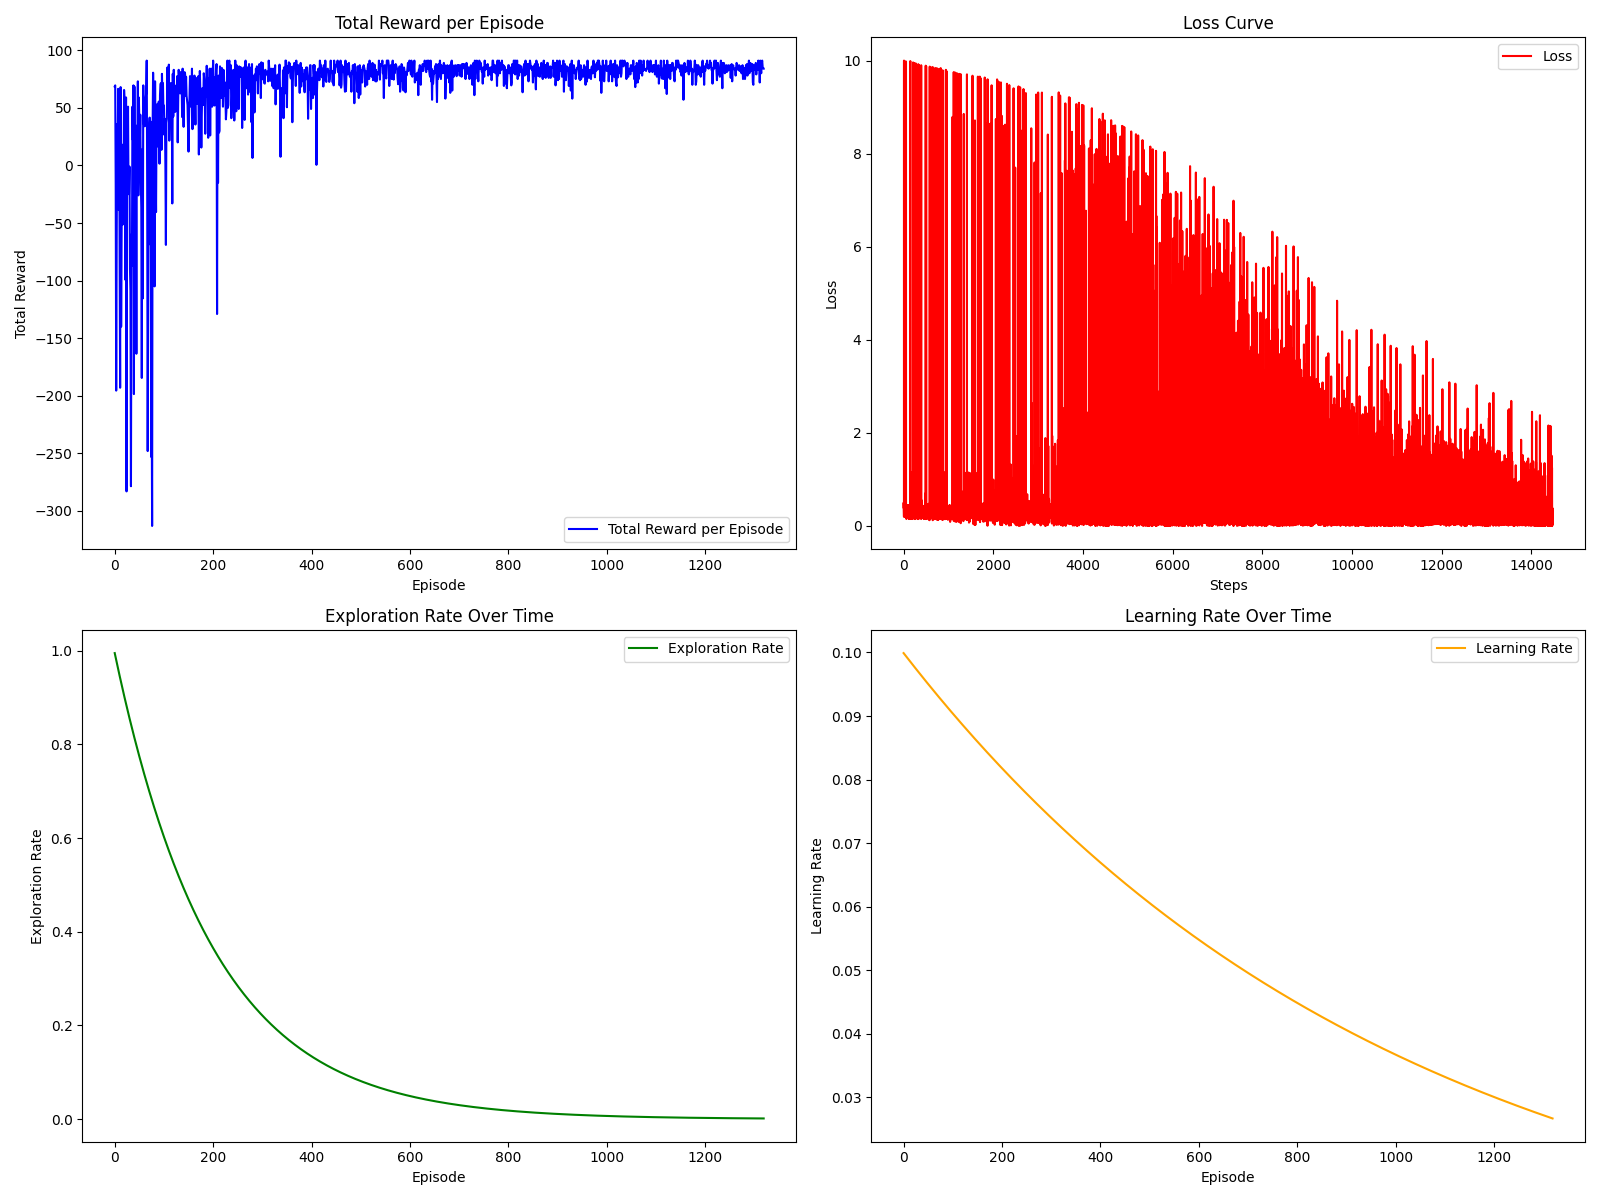 Total Reward per Episode
100
50
0
−50
−100
−150
−200
−250
−300
Total Reward
Total Reward per Episode
0 200 400 600 800 1000 1200
Episode
Loss Curve
10
8
6
4
2
0
Loss
Loss
0 2000 4000 6000 8000 10000 12000 14000
Steps
Exploration Rate Over Time
1.0
0.8
0.6
0.4
0.2
0.0
Exploration Rate
Exploration Rate
0 200 400 600 800 1000 1200
Episode
Learning Rate Over Time
0.10
0.09
0.08
0.07
0.06
0.05
0.04
0.03
Learning Rate
Learning Rate
0 200 400 600 800 1000 1200
Episode